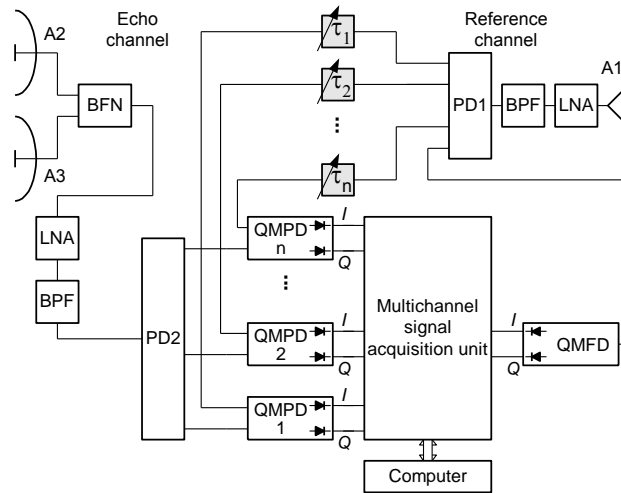 Echo
channel
Reference
channel
A2
A3
A1
BFN
τ1
τ2
...
τn
PD1
BPF
LNA
LNA
BPF
PD2
QMPD
n
I
Q
...
QMPD
2
I
Q
QMPD
1
I
Q
Multichannel
signal
acquisition unit
I
Q
QMFD
Computer